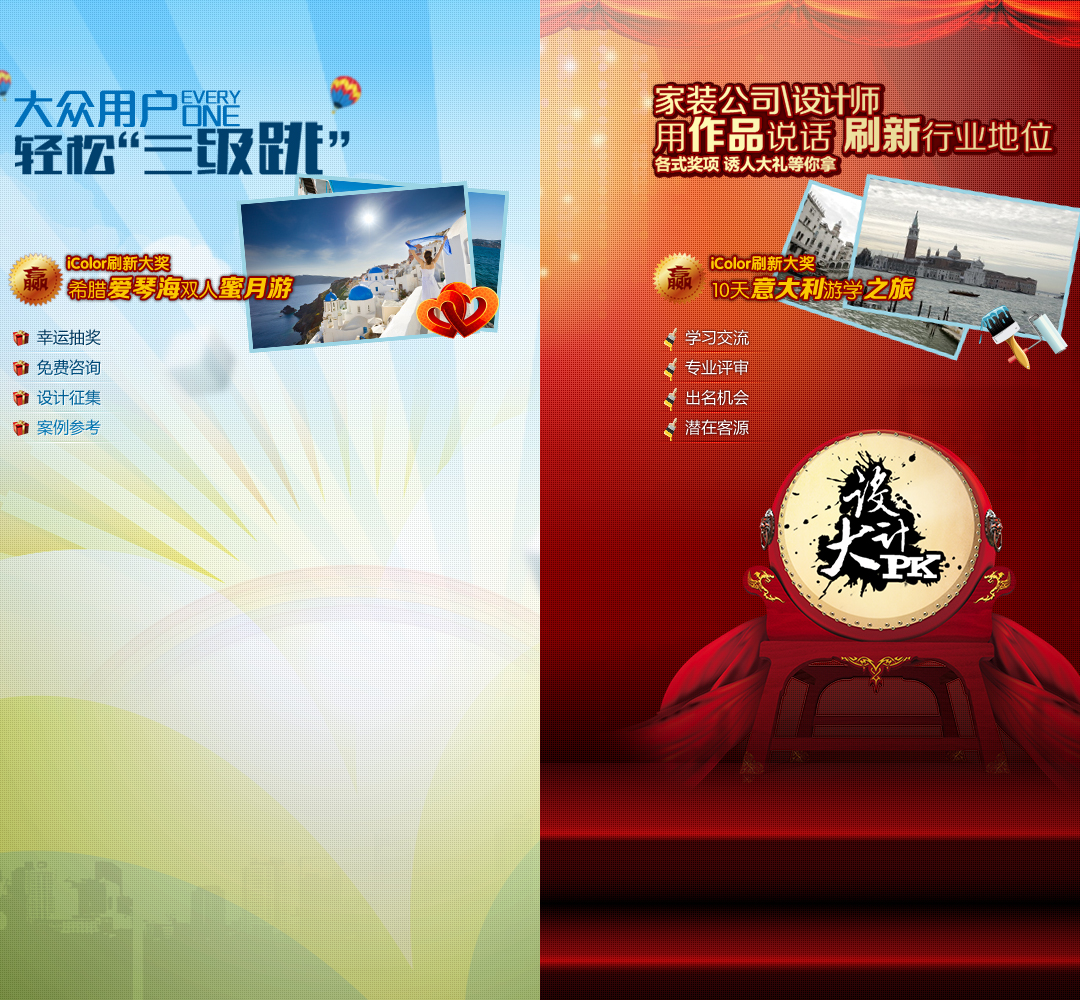 大众用户EVERY ONE
轻松“三级跳”
赢
iColor刷新大奖
希腊爱琴海双人蜜月游
幸运抽奖
免费咨询
设计征集
案例参考
家装公司\设计师
用作品说话 刷新行业地位
各式奖项 诱人大礼等你拿
赢
iColor刷新大奖
10天意大利游学之旅
学习交流
专业评审
出名机会
潜在客源
设计
大PK